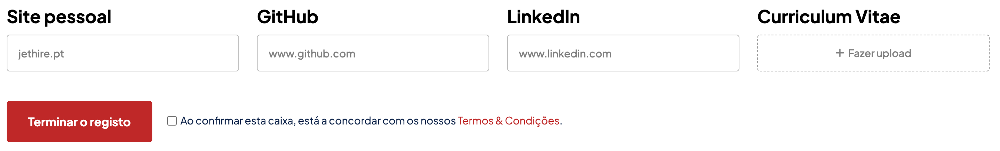 Site pessoal
GitHub
LinkedIn
Curriculum Vitae
jethire.pt
www.github.com
www.linkedin.com
+ Fazer upload
Terminar o registo
Ao confirmar esta caixa, está a concordar com os nossos Termos & Condições.